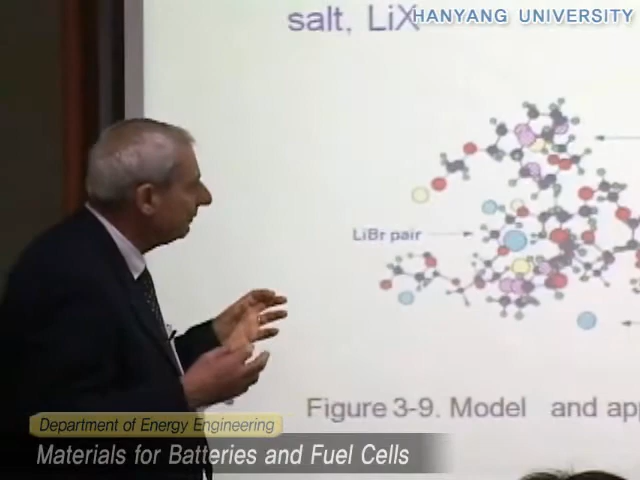 HANYANG UNIVERSITY
salt, LiX
LiBr pair
Figure 3-9. Model and app
Department of Energy Engineering
Materials for Batteries and Fuel Cells